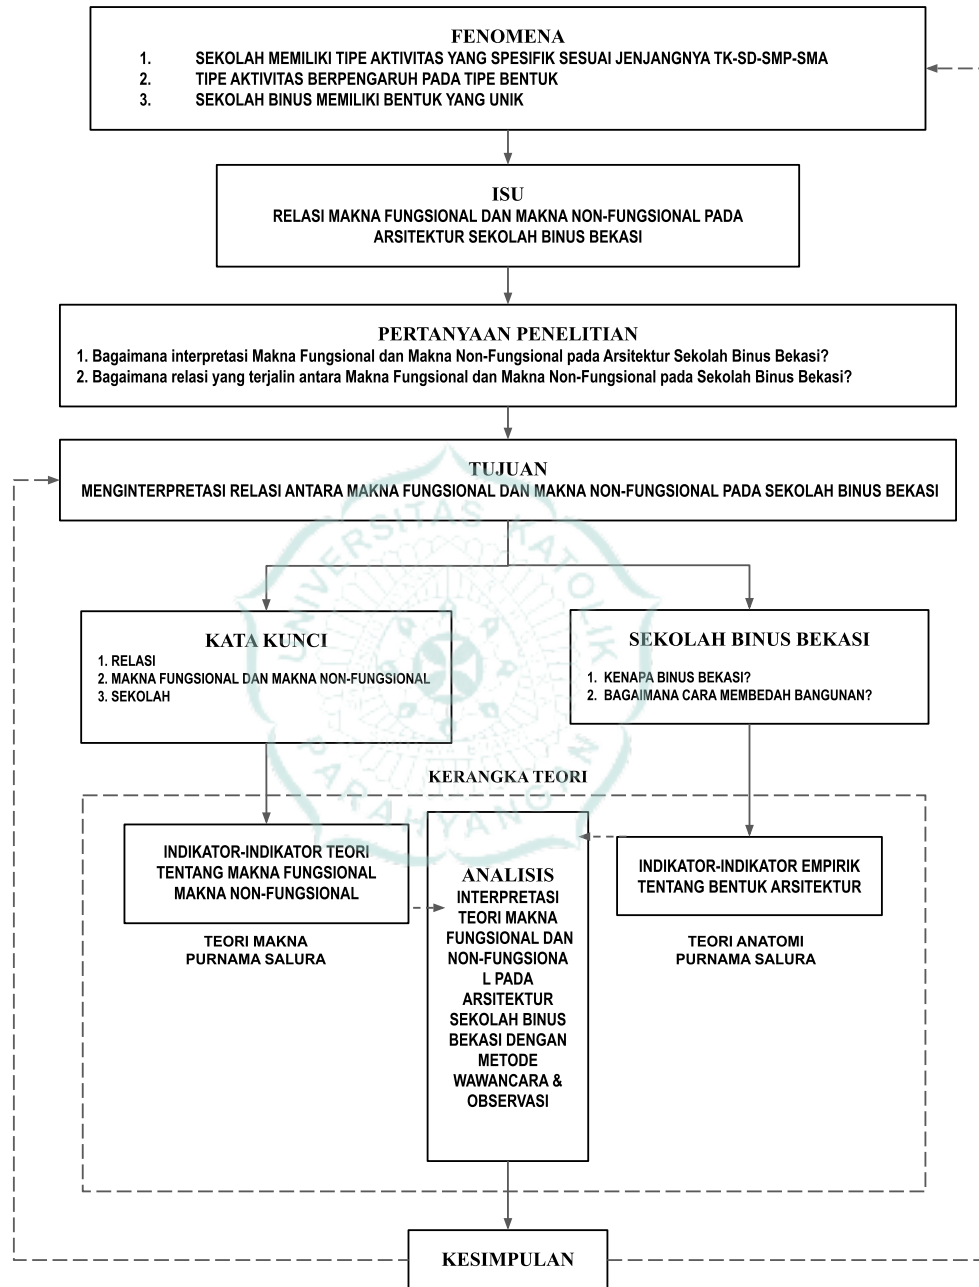 FENOMENA
1. SEKOLAH MEMILIKI TIPE AKTIVITAS YANG SPESIFIK SESUAI JENJANGNYA TK-SD-SMP-SMA
2. TIPE AKTIVITAS BERPENGARUH PADA TIPE BENTUK
3. SEKOLAH BINUS MEMILIKI BENTUK YANG UNIK
ISU
RELASI MAKNA FUNGSIONAL DAN MAKNA NON-FUNGSIONAL PADA
ARSITEKTUR SEKOLAH BINUS BEKASI
PERTANYAAN PENELITIAN
1. Bagaimana interpretasi Makna Fungsional dan Makna Non-Fungsional pada Arsitektur Sekolah Binus Bekasi?
2. Bagaimana relasi yang terjalin antara Makna Fungsional dan Makna Non-Fungsional pada Sekolah Binus Bekasi?
TUJUAN
MENGINTERPRETASI RELASI ANTARA MAKNA FUNGSIONAL DAN MAKNA NON-FUNGSIONAL PADA SEKOLAH BINUS BEKASI
UNIVERSITAS KATOLIK
PARAHYANGAN
KATA KUNCI
1. RELASI
2. MAKNA FUNGSIONAL DAN MAKNA NON-FUNGSIONAL
3. SEKOLAH
SEKOLAH BINUS BEKASI
1. KENAPA BINUS BEKASI?
2. BAGAIMANA CARA MEMBEDAH BANGUNAN?
KERANGKA TEORI
INDIKATOR-INDIKATOR TEORI
TENTANG MAKNA FUNGSIONAL
MAKNA NON-FUNGSIONAL
TEORI MAKNA
PURNAMA SALURA
ANALISIS
INTERPRETASI
TEORI MAKNA
FUNGSIONAL DAN
NON-FUNGSIONA
L PADA
ARSITEKTUR
SEKOLAH BINUS
BEKASI DENGAN
METODE
WAWANCARA &
OBSERVASI
INDIKATOR-INDIKATOR EMPIRIK
TENTANG BENTUK ARSITEKTUR
TEORI ANATOMI
PURNAMA SALURA
KESIMPULAN